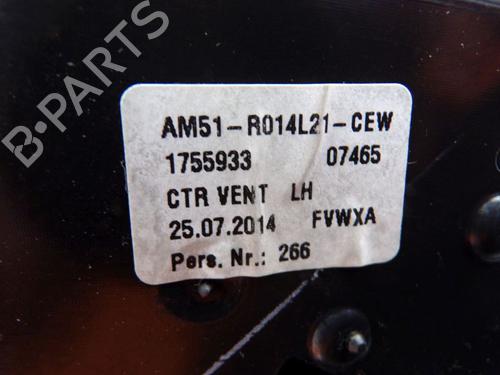 AM51-R014L21-CEW
1755933 07465
CTR VENT LH
25.07.2014 FVWXA
Pers. Nr.: 266
B-PARTS